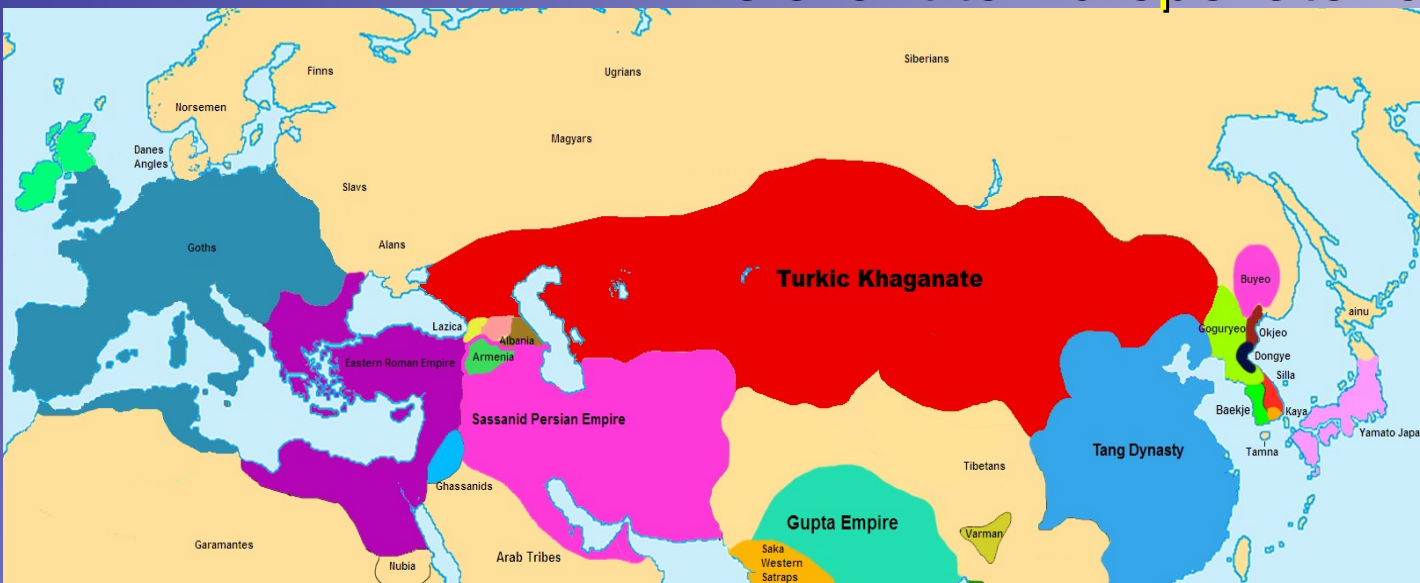 Finns
Ugrians
Siberians
Norsemen
Magyars
Danes
Angles
Slavs
Alans
Goths
Turkic Khaganate
Buyeo
ainu
Lazica
Goguryeo
Okjeo
Albania
Armenia
Eastern Roman Empire
Dongye
Silla
Sassanid Persian Empire
Baekje
Kaya
Yamato Japa
Tamna
Tang Dynasty
Tibetans
Ghassanids
Gupta Empire
Varman
Garamantes
Arab Tribes
Nubia
Saka
Western
Satraps